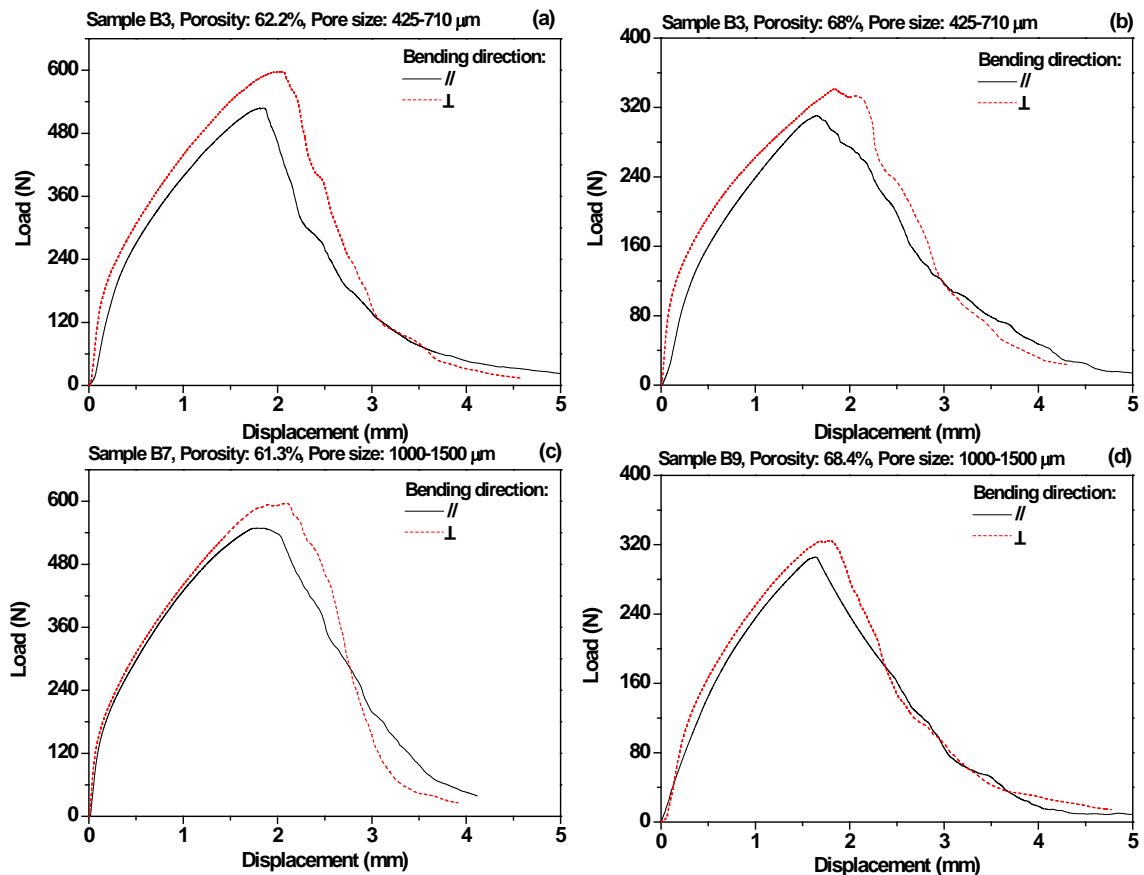 Sample B3, Porosity: 62.2%, Pore size: 425-710 µm
(a)
Bending direction:
//
⊥
600
480
360
240
120
0
Load (N)
0 1 2 3 4 5
Displacement (mm)
Sample B3, Porosity: 68%, Pore size: 425-710 µm
(b)
Bending direction:
//
⊥
400
320
240
160
80
0
Load (N)
0 1 2 3 4 5
Displacement (mm)
Sample B7, Porosity: 61.3%, Pore size: 1000-1500 µm
(c)
Bending direction:
//
⊥
600
480
360
240
120
0
Load (N)
0 1 2 3 4 5
Displacement (mm)
Sample B9, Porosity: 68.4%, Pore size: 1000-1500 µm
(d)
Bending direction:
//
⊥
400
320
240
160
80
0
Load (N)
0 1 2 3 4 5
Displacement (mm)